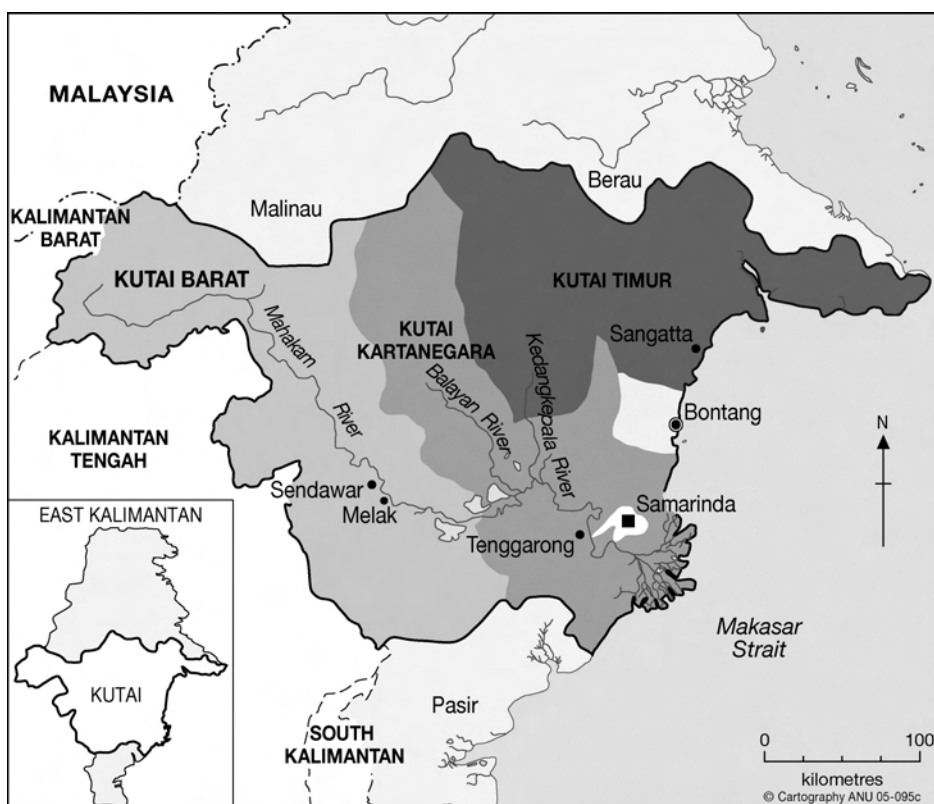 MALAYSIA
Berau
Malinau
KALIMANTAN
BARAT
KUTAI BARAT
KUTAI TIMUR
Mahakam
River
KUTAI
KARTANEGARA
Sangatta
Balayan River
Kedangkepala
River
Bontang
N
KALIMANTAN
TENGAH
Sendawar
Melak
Samarinda
Tenggarong
EAST KALIMANTAN
KUTAI
Makasar
Strait
Pasir
SOUTH
KALIMANTAN
0 100
kilometres
© Cartography ANU 05-095c